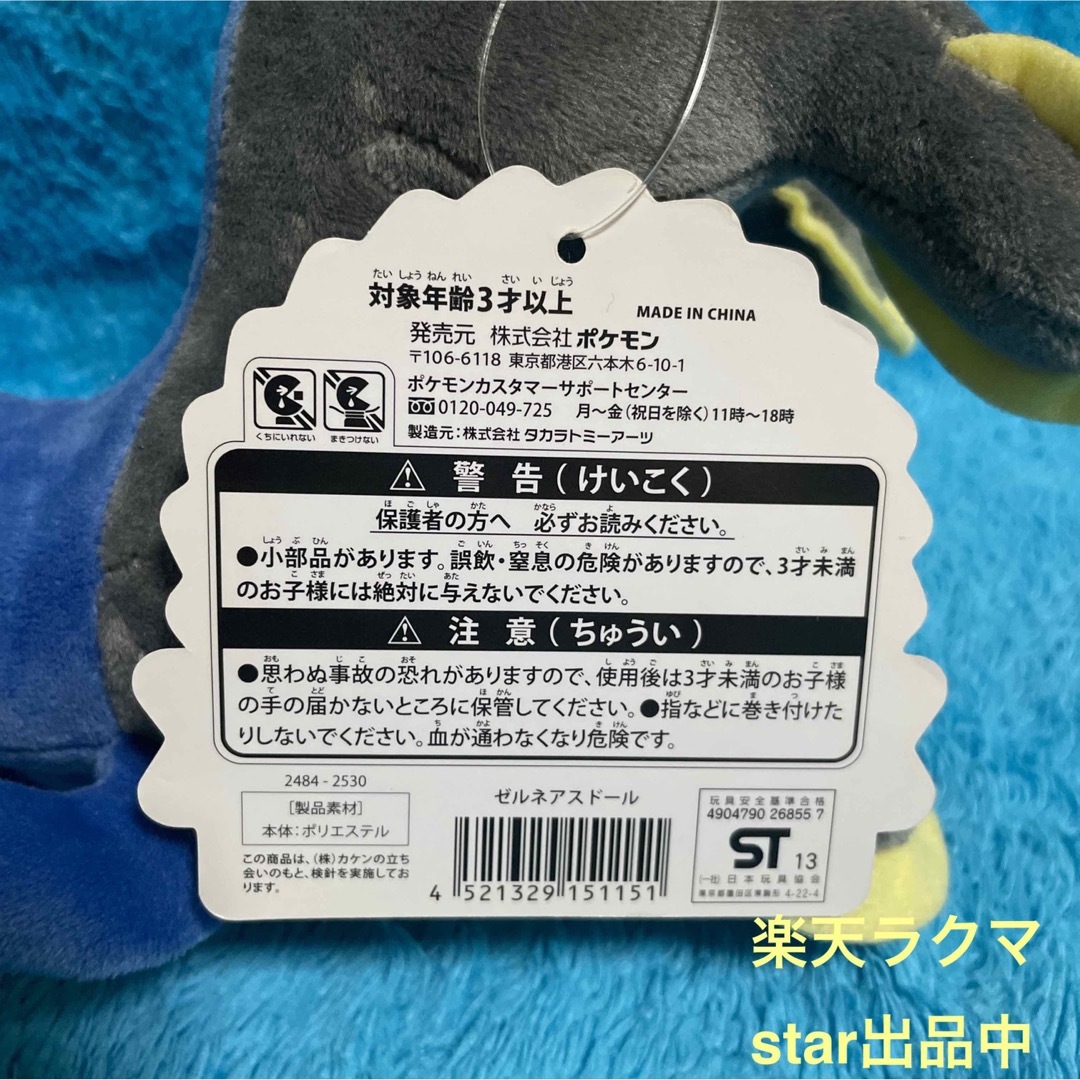 たい しょう ねん れい　さい い じょう
対象年齢3才以上
MADE IN CHINA
発売元 株式会社 ポケモン
〒106-6118 東京都港区六本木6-10-1
ポケモンカスタマーサポートセンター
0120-049-725 月～金(祝日を除く)11時～18時
製造元:株式会社 タカラトミーアーツ
くちにいれない
まきつけない
警 告(けいこく)
ほ ご しゃ　かた　かなら　よ
保護者の方へ 必ずお読みください。
しょう ぶ ひん　ご いん　ちっ そく　き けん　さい み まん
●小部品があります。誤飲・窒息の危険がありますので、3才未満
こ さま　ぜっ たい　あた
のお子様には絶対に与えないでください。
注 意(ちゅうい)
おも　じ こ　おそ　し よう ご　さい み まん　こ さま
●思わぬ事故の恐れがありますので、使用後は3才未満のお子様
て　とど　ほ かん　ゆび　ま　つ
の手の届かないところに保管してください。●指などに巻き付けた
ち　かよ　き けん
りしないでください。血が通わなくなり危険です。
2484-2530
[製品素材]
本体:ポリエステル
この商品は、(株)カケンの立ち
会いのもと、検針を実施してお
ります。
ゼルネアスドール
4 521329 151151
玩具安全基準合格
4904790 26855 7
ST 13
(一社)日本玩具協会
東京都墨田区東駒形 4-22-4
楽天ラクマ
star出品中